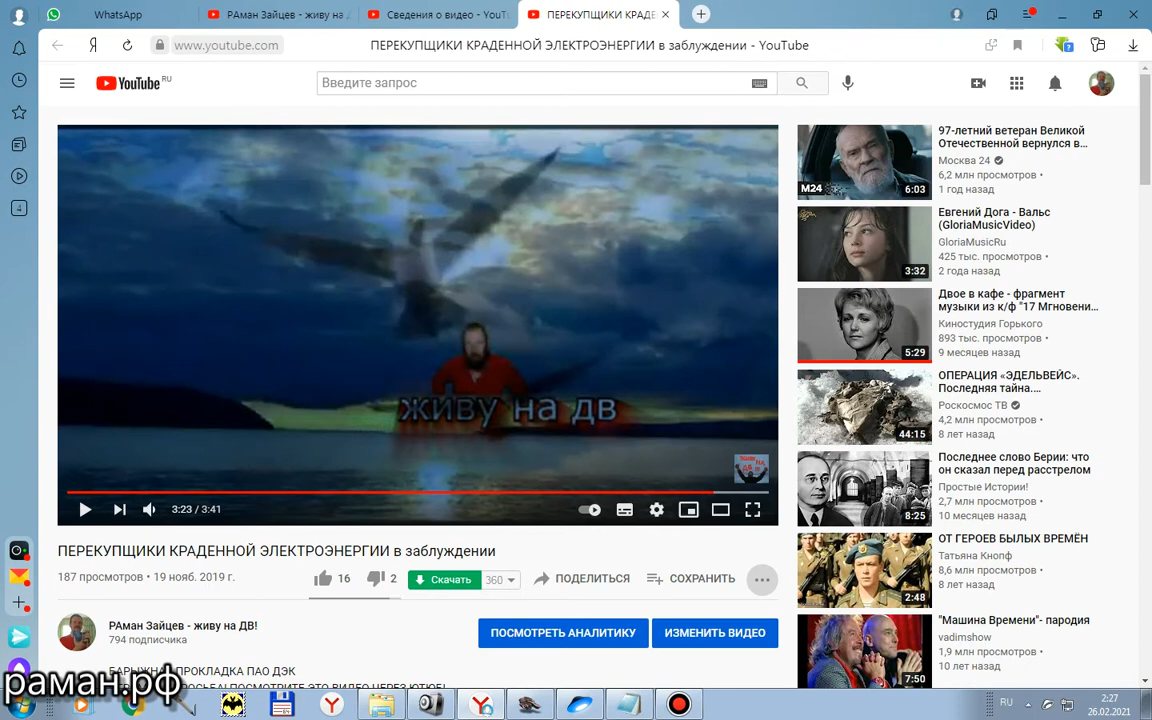 WhatsApp
РАман Зайцев - живу на
Сведения о видео - YouT
ПЕРЕКУПЩИКИ КРАДЕ
www.youtube.com
ПЕРЕКУПЩИКИ КРАДЕННОЙ ЭЛЕКТРОЭНЕРГИИ в заблуждении - YouTube
YouTube RU
Введите запрос
живу на дв
3:23 / 3:41
ПЕРЕКУПЩИКИ КРАДЕННОЙ ЭЛЕКТРОЭНЕРГИИ в заблуждении
187 просмотров • 19 нояб. 2019 г.
16
2
Скачать
360
ПОДЕЛИТЬСЯ
СОХРАНИТЬ
РАман Зайцев - живу на ДВ!
794 подписчика
ПОСМОТРЕТЬ АНАЛИТИКУ
ИЗМЕНИТЬ ВИДЕО
БАРЫЖНАЯ ПРОКЛАДКА ПАО ДЭК
97-летний ветеран Великой
Отечественной вернулся в...
Москва 24
6,2 млн просмотров •
1 год назад
М24
6:03
Евгений Дога - Вальс
(GloriaMusicVideo)
GloriaMusicRu
425 тыс. просмотров •
2 года назад
3:32
Двое в кафе - фрагмент
музыки из к/ф "17 Мгновени...
Киностудия Горького
893 тыс. просмотров •
9 месяцев назад
5:29
ОПЕРАЦИЯ «ЭДЕЛЬВЕЙС».
Последняя тайна....
Роскосмос ТВ
4,2 млн просмотров •
8 лет назад
44:15
Последнее слово Берии: что
он сказал перед расстрелом
Простые Истории!
2,7 млн просмотров •
10 месяцев назад
8:25
ОТ ГЕРОЕВ БЫЛЫХ ВРЕМЁН
Татьяна Кнопф
8,6 млн просмотров •
8 лет назад
2:48
"Машина Времени"- пародия
vadimshow
1,9 млн просмотров •
10 лет назад
7:50
раман.рф
RU
2:27
26.02.2021